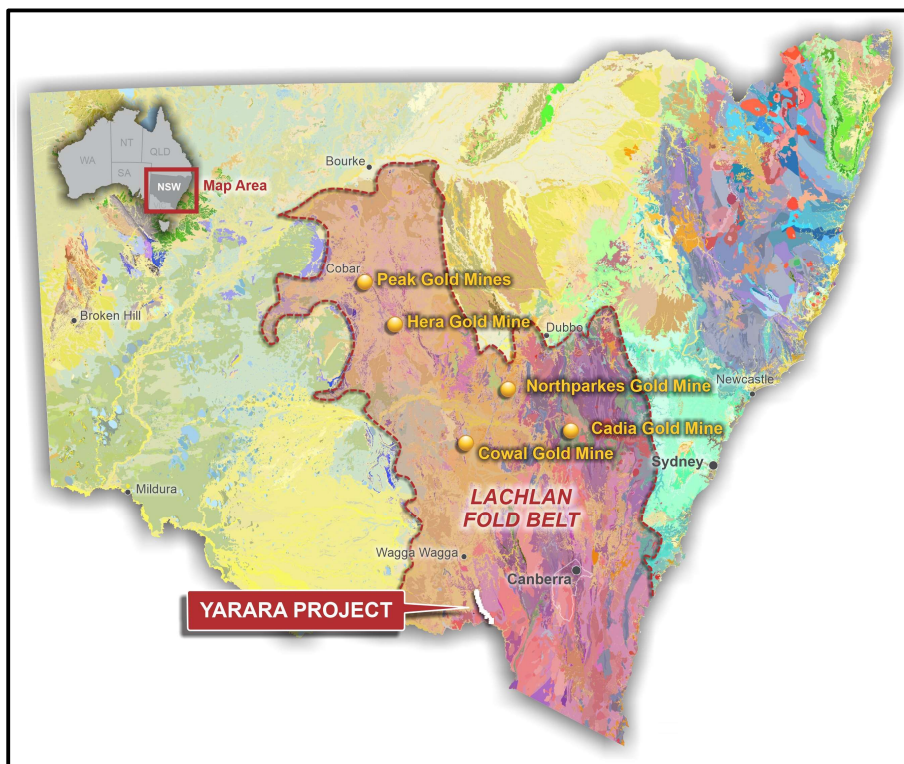 WA
NT
QLD
SA
NSW
Map Area
Bourke
Cobar
Peak Gold Mines
Broken Hill
Hera Gold Mine
Dubbo
Northparkes Gold Mine
Newcastle
Cadia Gold Mine
Cowal Gold Mine
Sydney
Mildura
LACHLAN
FOLD BELT
Wagga Wagga
Canberra
YARARA PROJECT